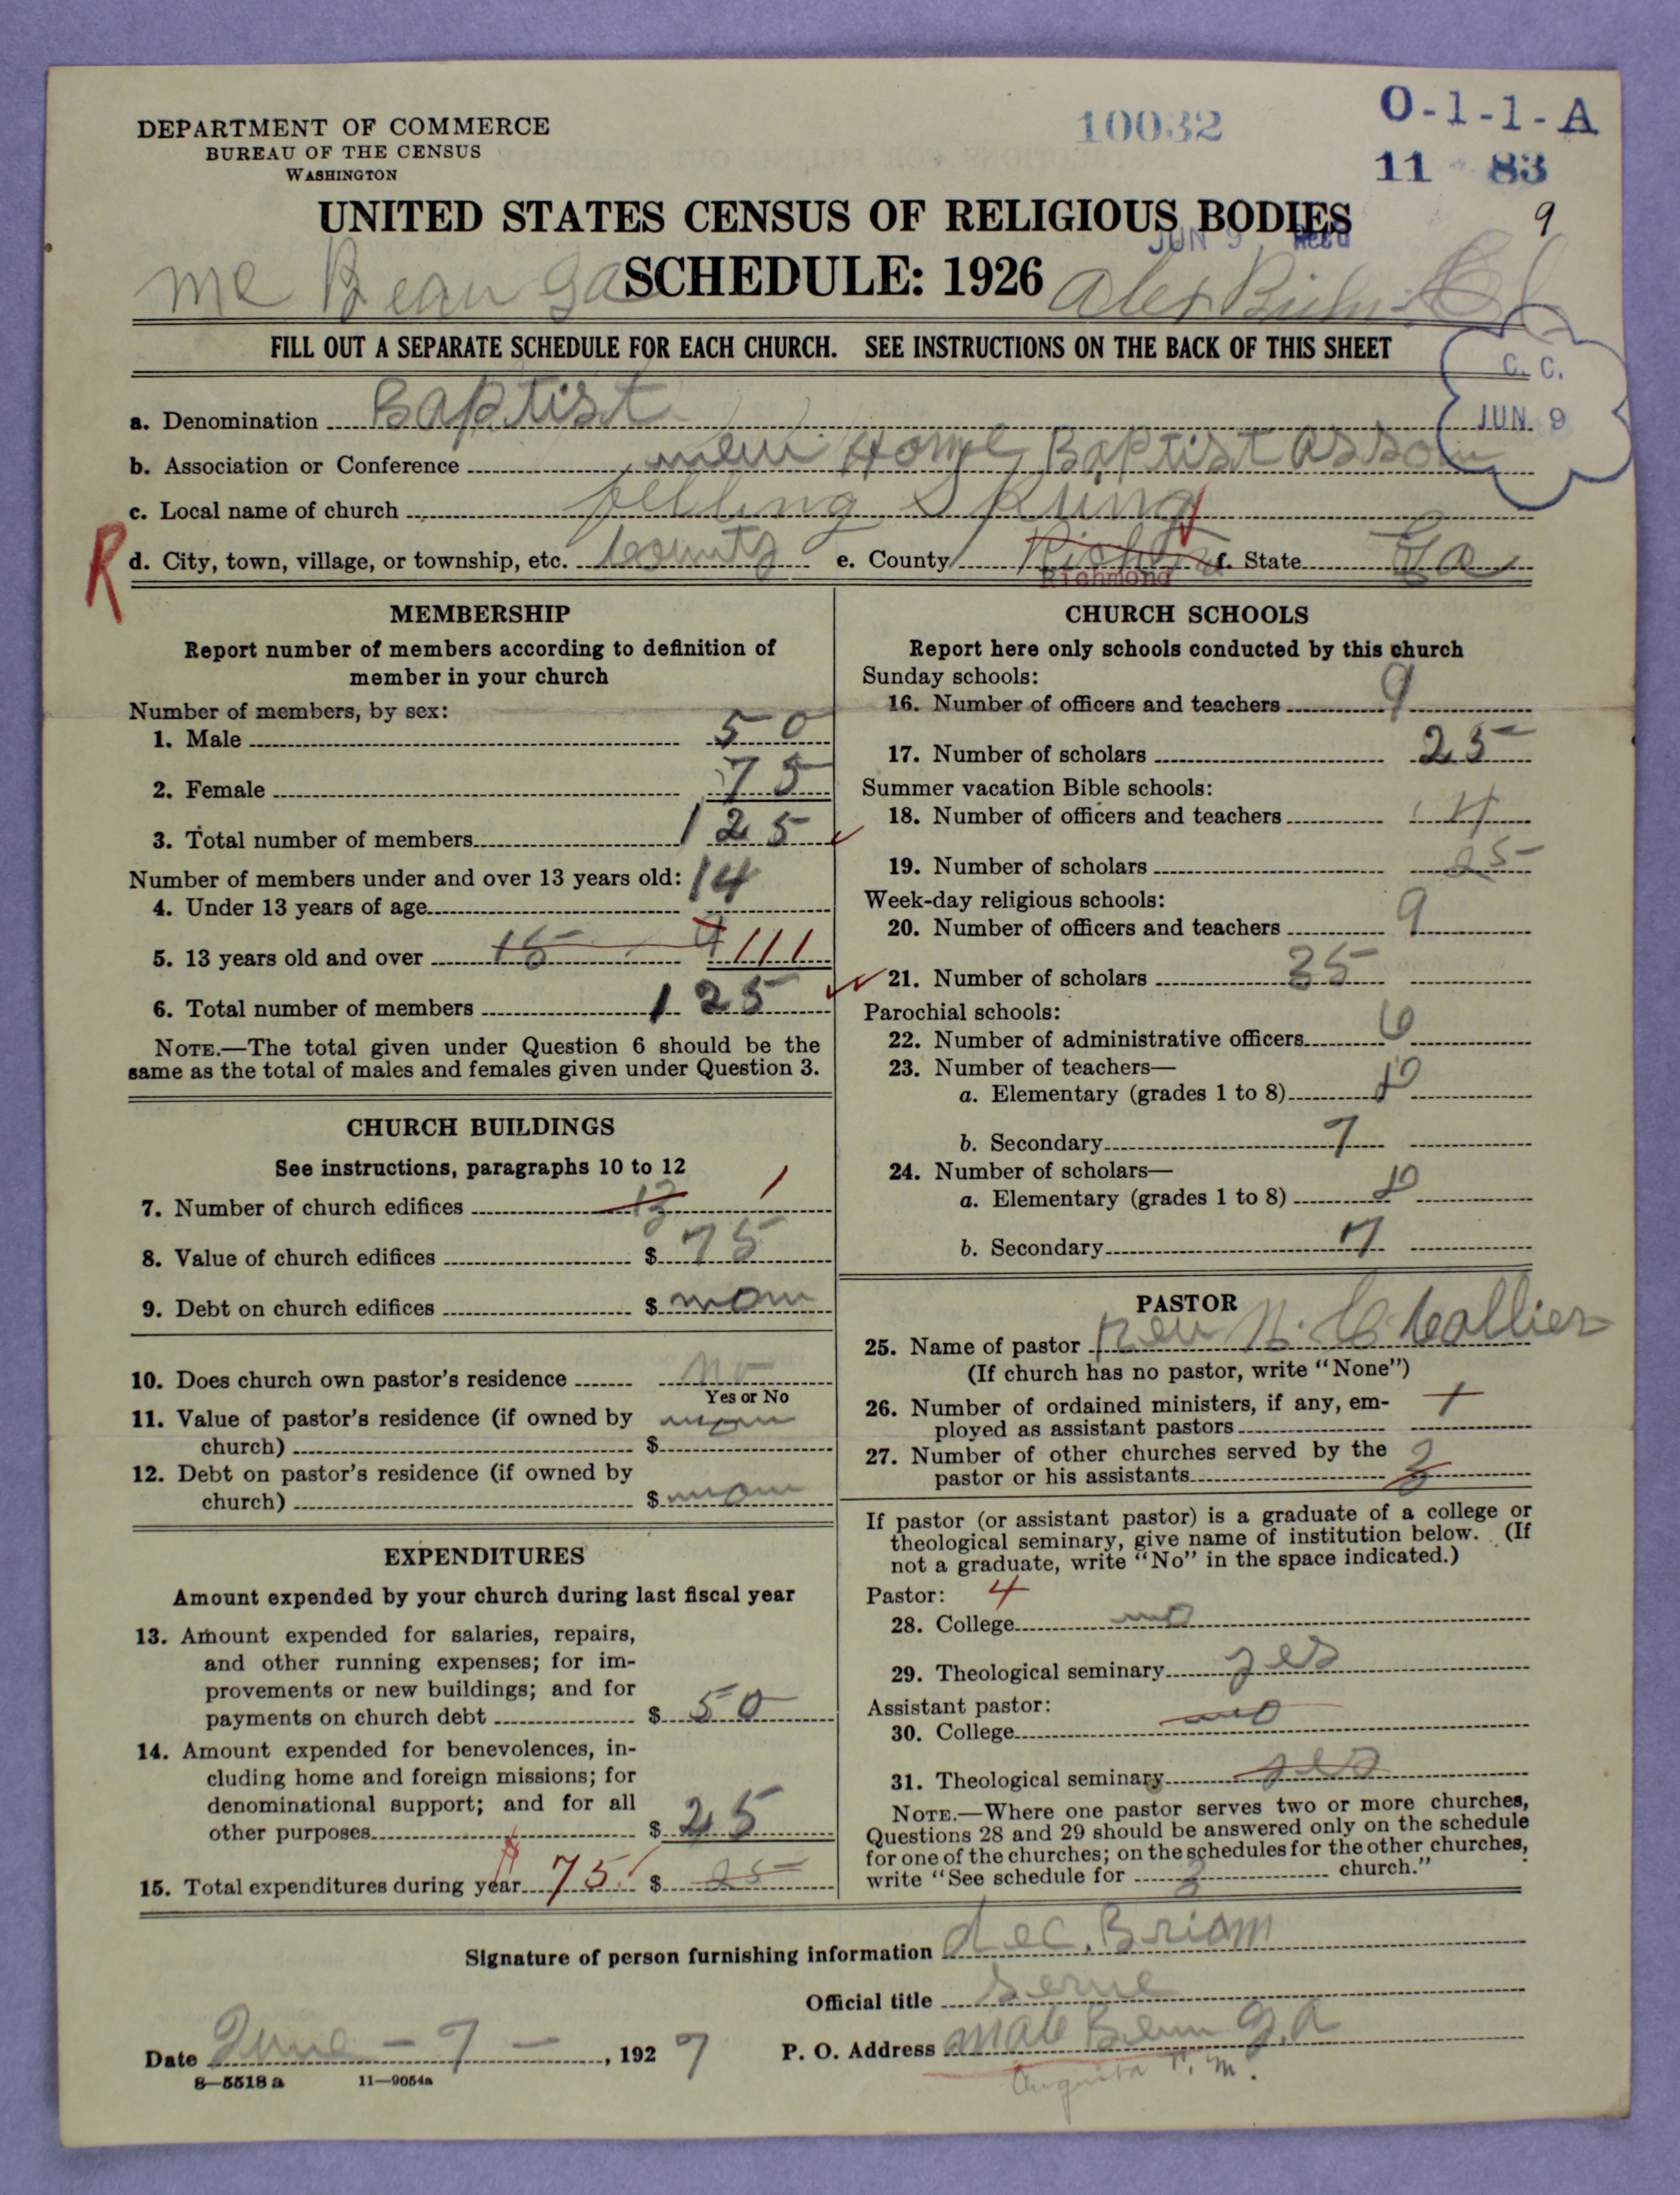 DEPARTMENT OF COMMERCE
BUREAU OF THE CENSUS
WASHINGTON
10032
O-1-1-A
11 83
9
UNITED STATES CENSUS OF RELIGIOUS BODIES
JUN 9 Rec'd
Mc Bean Ga SCHEDULE: 1926
FILL OUT A SEPARATE SCHEDULE FOR EACH CHURCH. SEE INSTRUCTIONS ON THE BACK OF THIS SHEET
C. C.
JUN 9
a. Denomination Baptist
b. Association or Conference new Home Baptist Asso
c. Local name of church Spring
R
d. City, town, village, or township, etc. e. County Richmond f. State Ga
MEMBERSHIP
Report number of members according to definition of
member in your church
Number of members, by sex:
1. Male 50
2. Female 75
3. Total number of members 125
Number of members under and over 13 years old: 14
4. Under 13 years of age
5. 13 years old and over 15 111
6. Total number of members 125
NOTE.—The total given under Question 6 should be the
same as the total of males and females given under Question 3.
CHURCH BUILDINGS
See instructions, paragraphs 10 to 12
7. Number of church edifices 1
8. Value of church edifices $ 75
9. Debt on church edifices $
10. Does church own pastor's residence no
Yes or No
11. Value of pastor's residence (if owned by
church) $
12. Debt on pastor's residence (if owned by
church) $
EXPENDITURES
Amount expended by your church during last fiscal year
13. Amount expended for salaries, repairs,
and other running expenses; for im-
provements or new buildings; and for
payments on church debt $ 50
14. Amount expended for benevolences, in-
cluding home and foreign missions; for
denominational support; and for all
other purposes $ 25
15. Total expenditures during year $ 75 $ 25
CHURCH SCHOOLS
Report here only schools conducted by this church
Sunday schools:
16. Number of officers and teachers 9
17. Number of scholars 25
Summer vacation Bible schools:
18. Number of officers and teachers
19. Number of scholars 25
Week-day religious schools:
20. Number of officers and teachers 9
21. Number of scholars 35
Parochial schools:
22. Number of administrative officers 6
23. Number of teachers—
a. Elementary (grades 1 to 8) 10
b. Secondary 7
24. Number of scholars—
a. Elementary (grades 1 to 8) 10
b. Secondary 7
PASTOR
25. Name of pastor Rev N. C. Collier
(If church has no pastor, write "None")
26. Number of ordained ministers, if any, em-
ployed as assistant pastors
27. Number of other churches served by the
pastor or his assistants 3
If pastor (or assistant pastor) is a graduate of a college or
theological seminary, give name of institution below. (If
not a graduate, write "No" in the space indicated.)
Pastor: 4
28. College no
29. Theological seminary yes
Assistant pastor:
30. College no
31. Theological seminary yes
NOTE.—Where one pastor serves two or more churches,
Questions 28 and 29 should be answered only on the schedule
for one of the churches; on the schedules for the other churches,
write "See schedule for 3 church."
Signature of person furnishing information
Official title
Date June - 7 - , 1927 P. O. Address
8—5518 a 11—9054a
Augusta P. M.